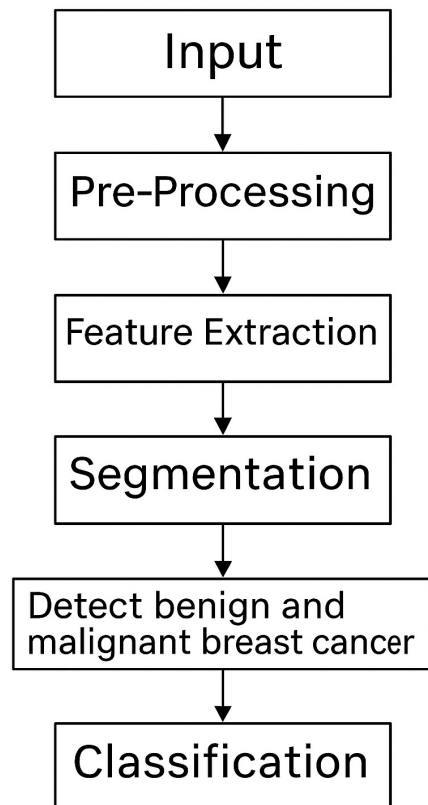 Input
Pre-Processing
Feature Extraction
Segmentation
Detect benign and
malignant breast cancer
Classification